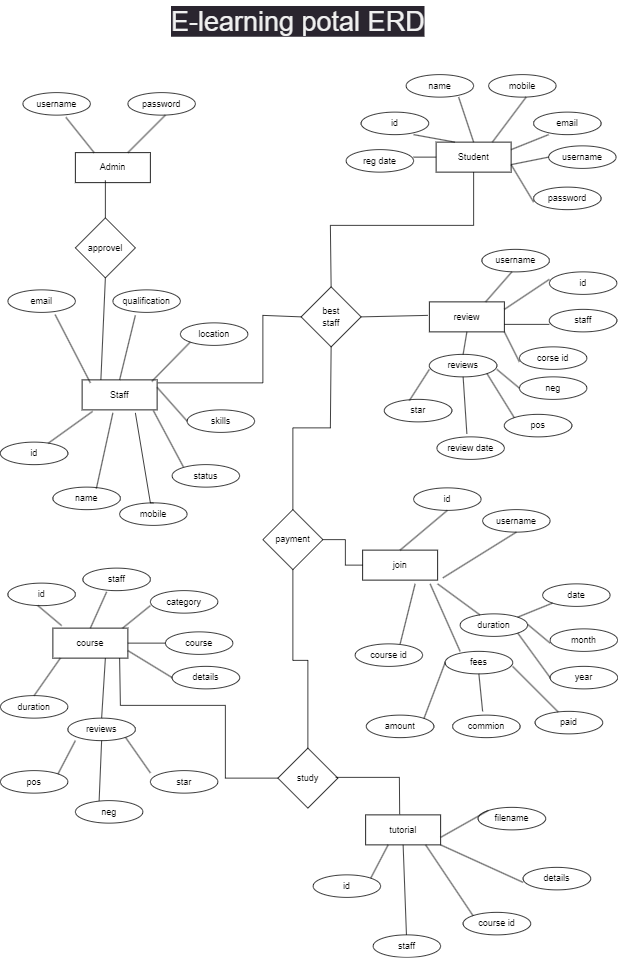 E-learning potal ERD
username
password
Admin
approvel
email
qualification
location
Staff
skills
status
id
name
mobile
name
mobile
id
email
reg date
Student
username
password
best
staff
username
id
review
staff
corse id
reviews
neg
star
pos
review date
payment
id
username
join
date
duration
month
course id
fees
year
amount
commion
paid
staff
id
category
course
course
details
duration
reviews
pos
star
neg
study
tutorial
filename
details
id
course id
staff